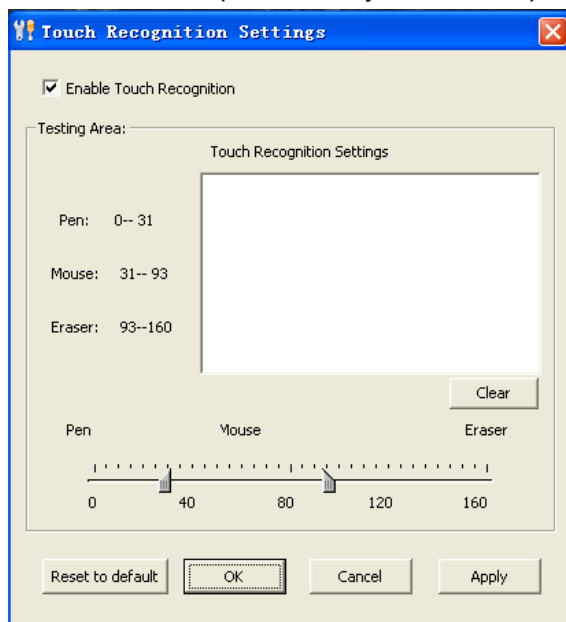 Touch Recognition Settings
Enable Touch Recognition
Testing Area:
Touch Recognition Settings
Pen: 0-- 31
Mouse: 31-- 93
Eraser: 93--160
Clear
Pen Mouse Eraser
0 40 80 120 160
Reset to default OK Cancel Apply